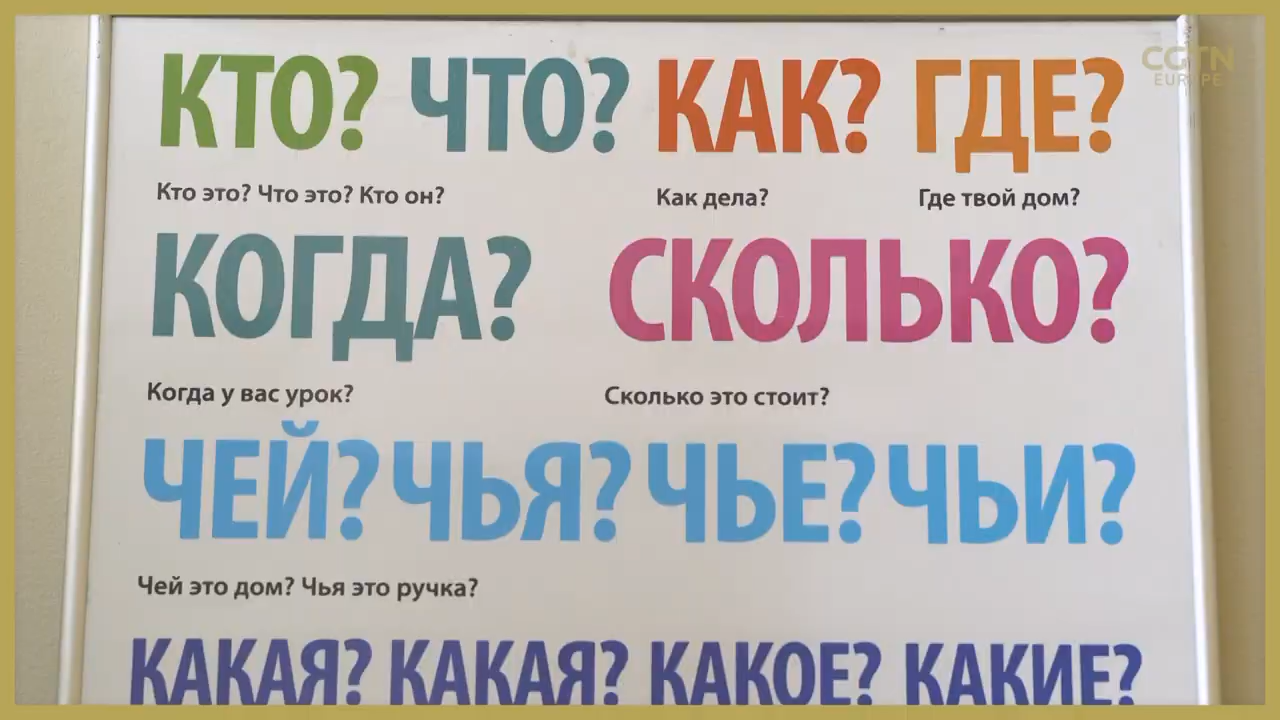 КТО? ЧТО? КАК? ГДЕ?
Кто это? Что это? Кто он? Как дела? Где твой дом?
КОГДА? СКОЛЬКО?
Когда у вас урок? Сколько это стоит?
ЧЕЙ? ЧЬЯ? ЧЬЕ? ЧЬИ?
Чей это дом? Чья это ручка?
КАКАЯ? КАКАЯ? КАКОЕ? КАКИЕ?
CGTN
EUROPE